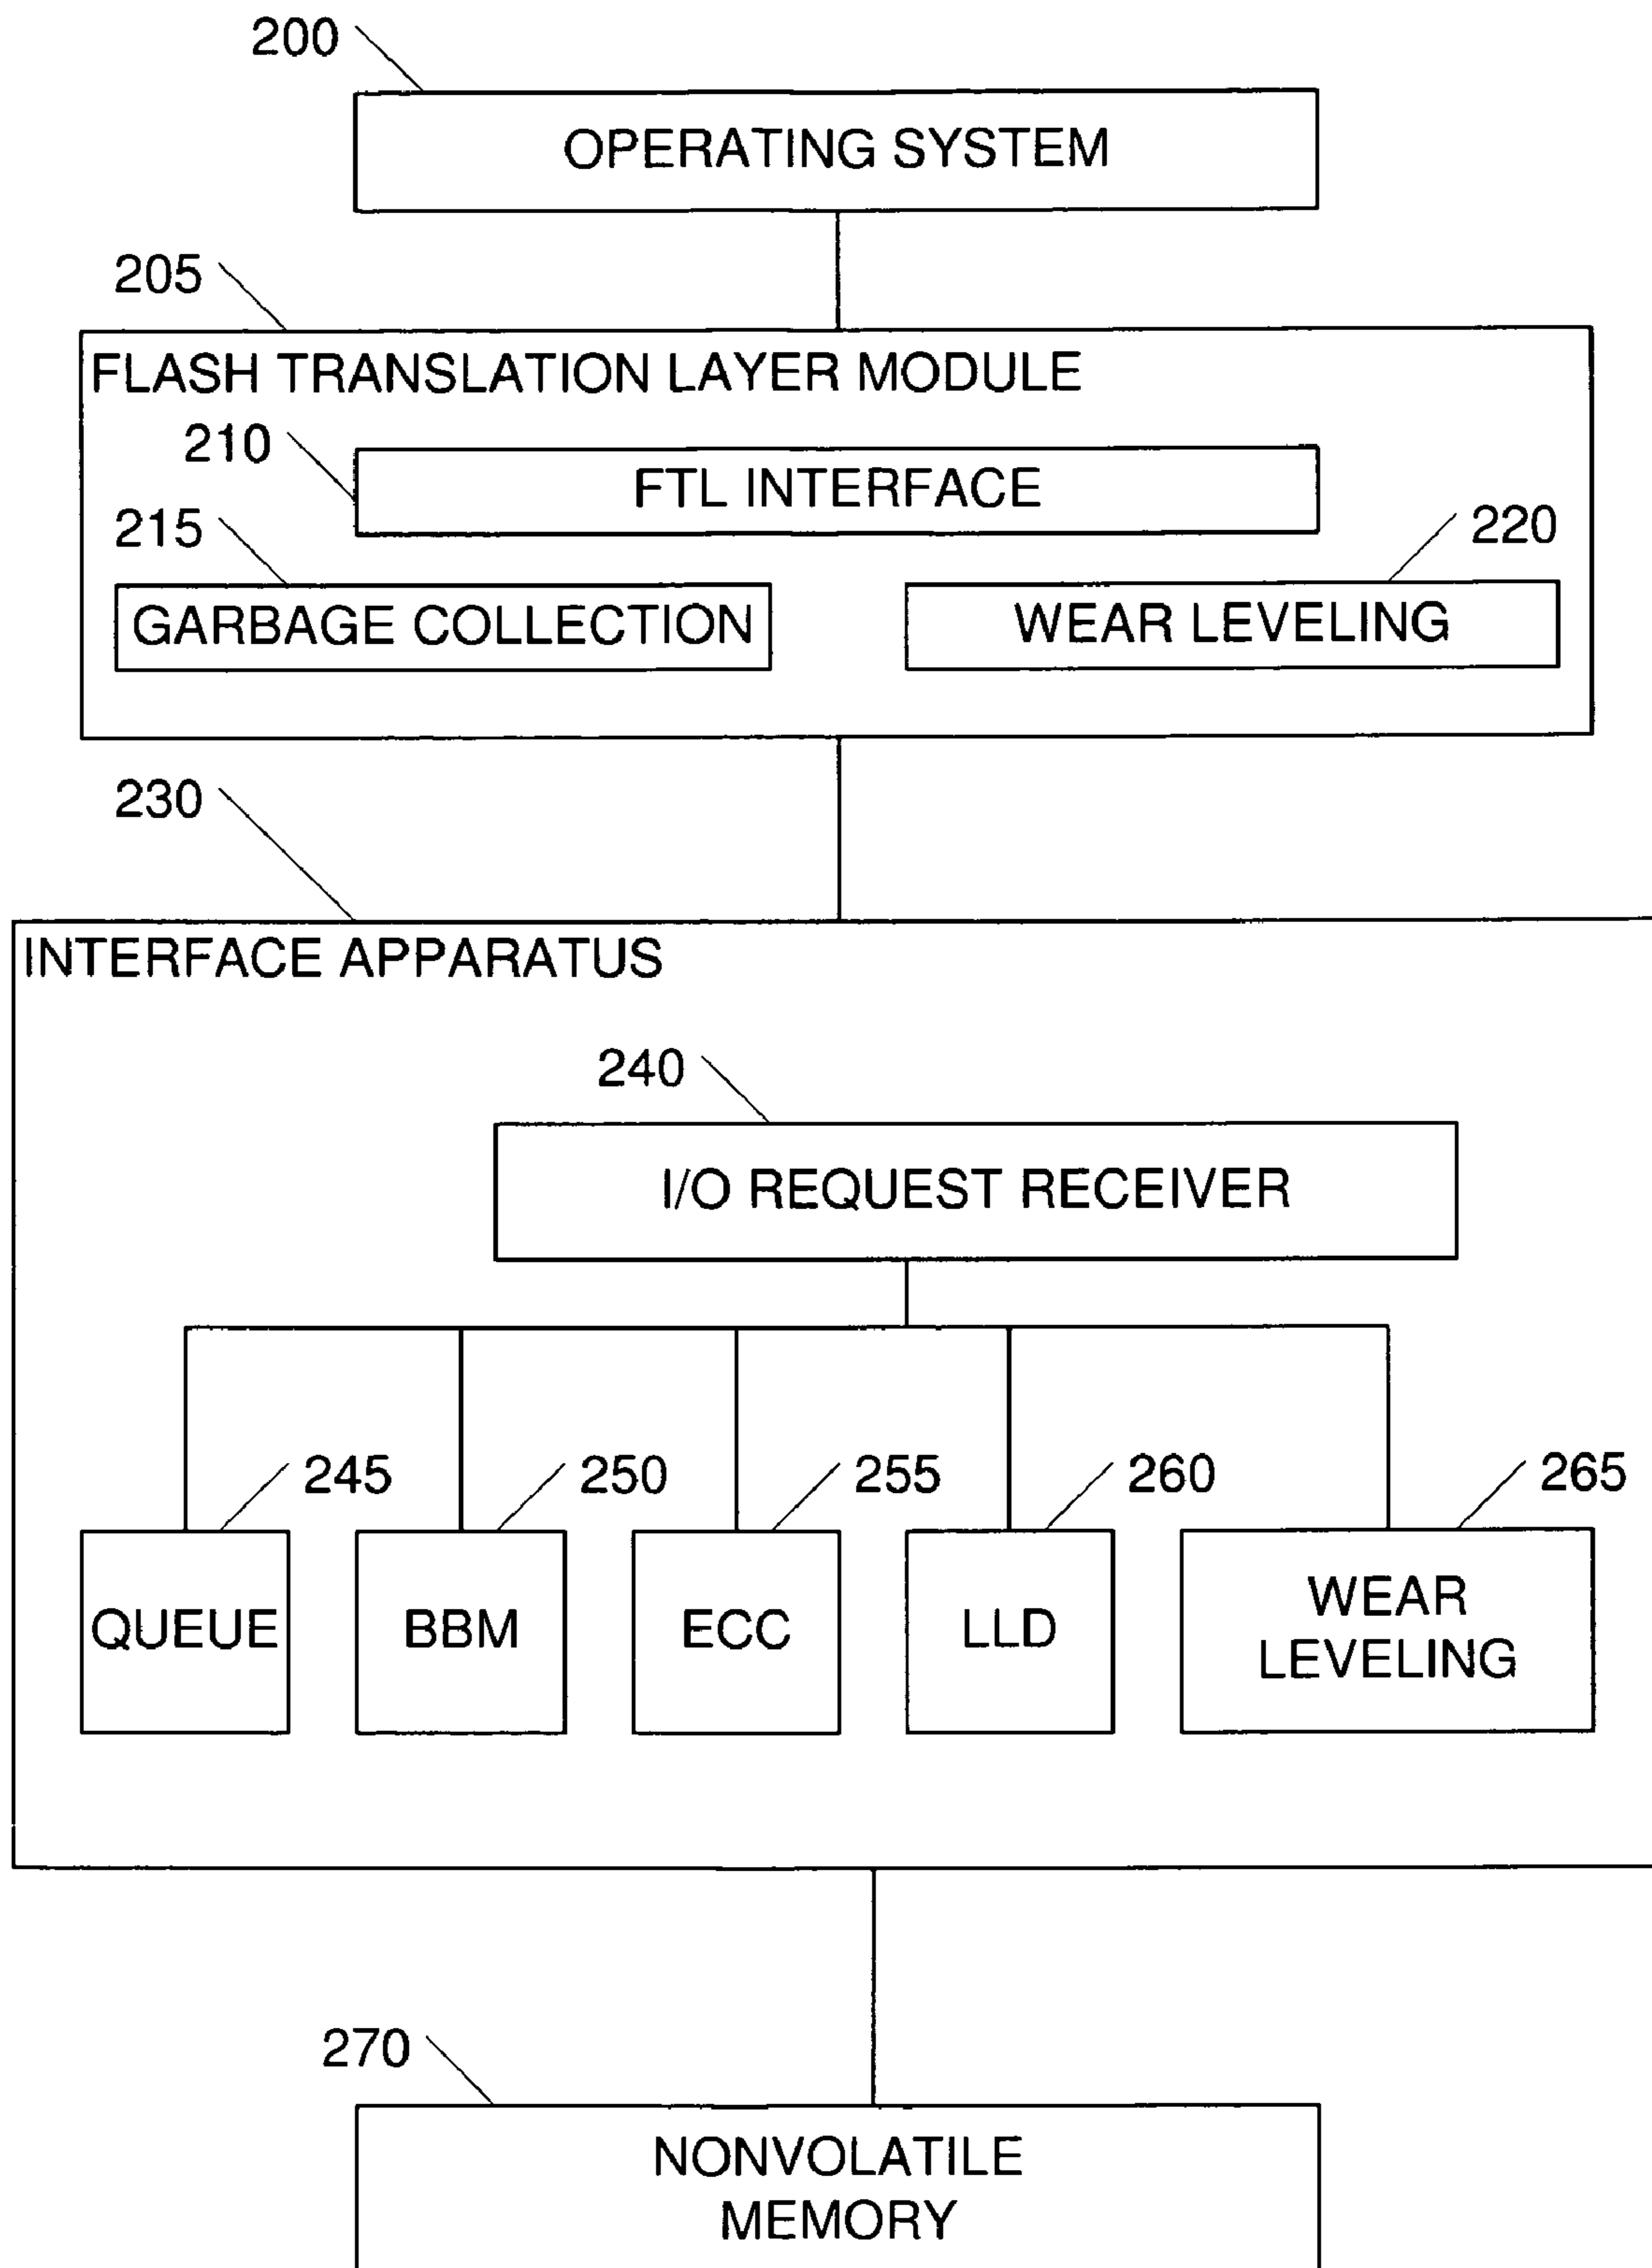 200
OPERATING SYSTEM
205
FLASH TRANSLATION LAYER MODULE
210
FTL INTERFACE
215
220
GARBAGE COLLECTION
WEAR LEVELING
230
INTERFACE APPARATUS
240
I/O REQUEST RECEIVER
245
250
255
260
265
QUEUE
BBM
ECC
LLD
WEAR
LEVELING
270
NONVOLATILE
MEMORY